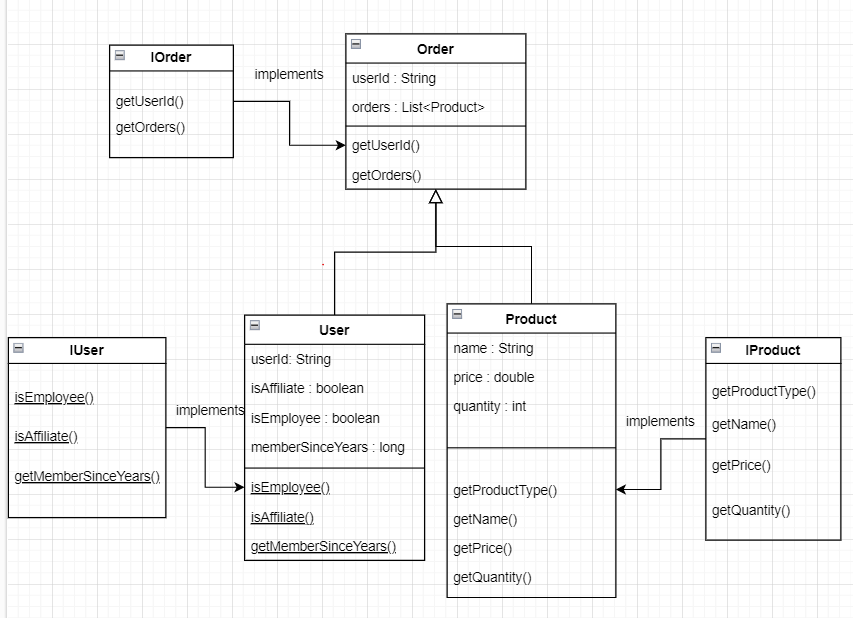 IOrder
getUserId()
getOrders()
implements
Order
userId : String
orders : List<Product>
getUserId()
getOrders()
IUser
isEmployee()
isAffiliate()
getMemberSinceYears()
implements
User
userId: String
isAffiliate : boolean
isEmployee : boolean
memberSinceYears : long
isEmployee()
isAffiliate()
getMemberSinceYears()
Product
name : String
price : double
quantity : int
getProductType()
getName()
getPrice()
getQuantity()
implements
IProduct
getProductType()
getName()
getPrice()
getQuantity()